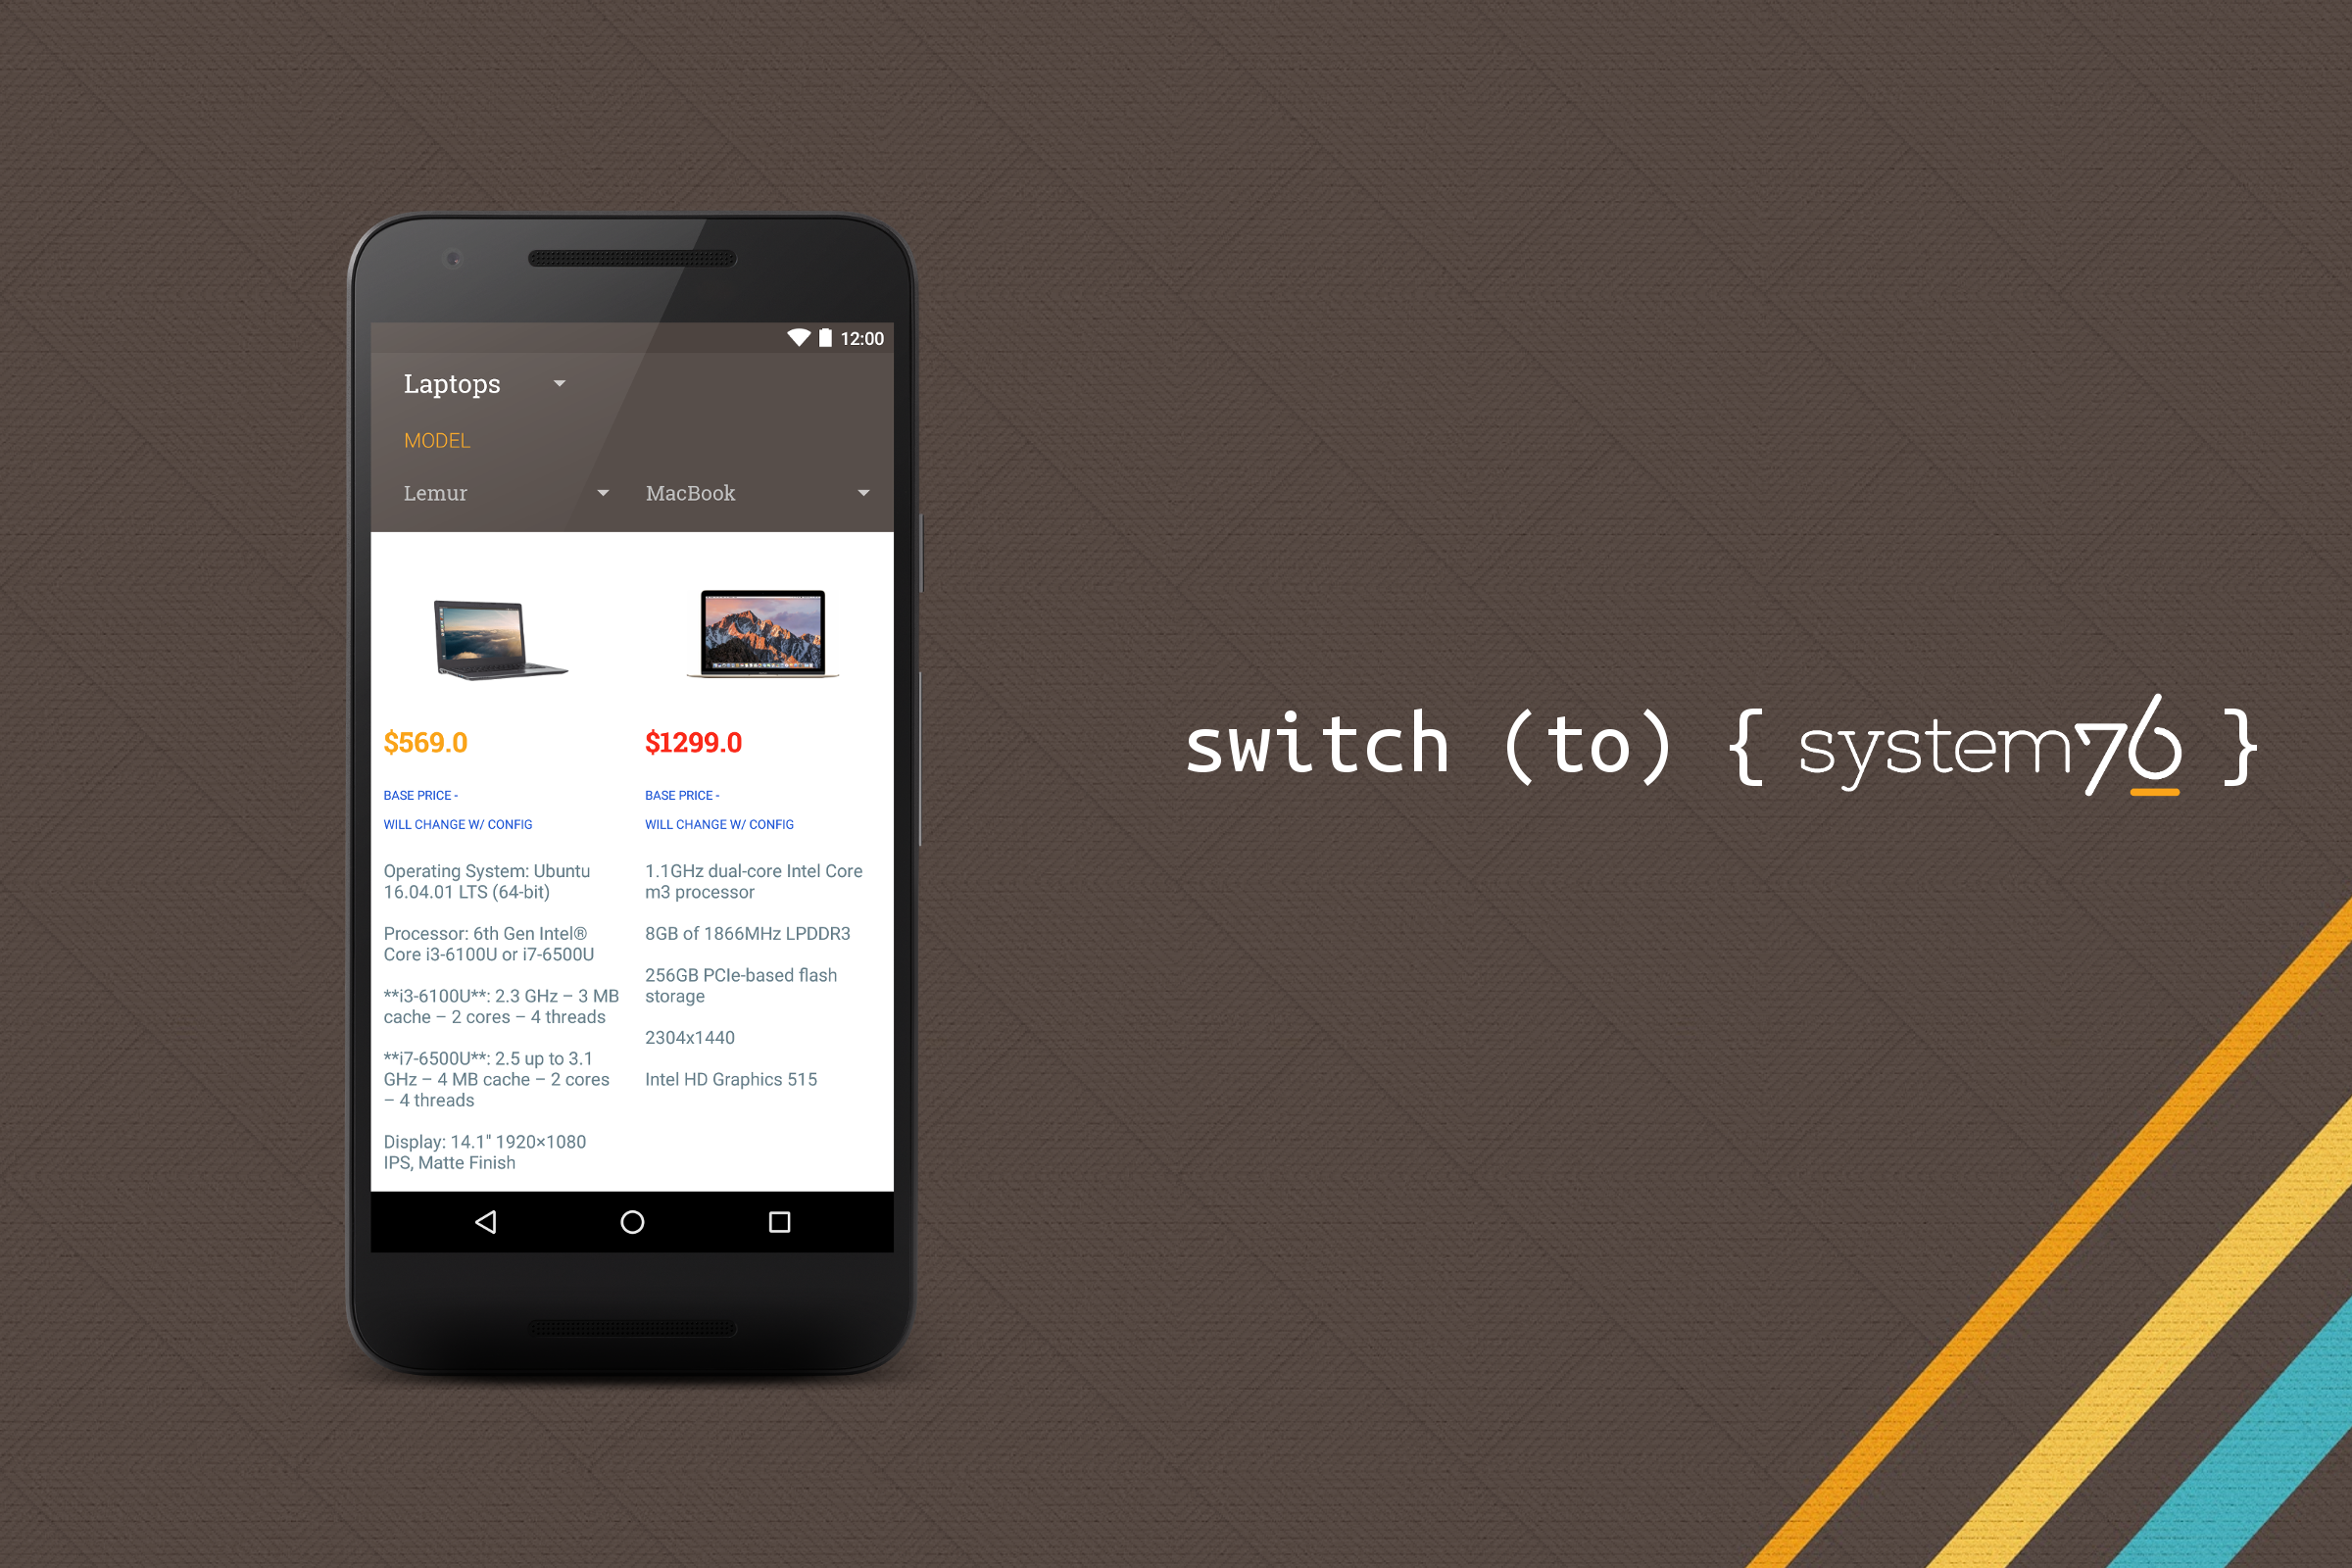 12:00
Laptops
MODEL
Lemur MacBook
$569.0
BASE PRICE -
WILL CHANGE W/ CONFIG
Operating System: Ubuntu
16.04.01 LTS (64-bit)
Processor: 6th Gen Intel®
Core i3-6100U or i7-6500U
**i3-6100U**: 2.3 GHz – 3 MB
cache – 2 cores – 4 threads
**i7-6500U**: 2.5 up to 3.1
GHz – 4 MB cache – 2 cores
– 4 threads
Display: 14.1" 1920×1080
IPS, Matte Finish
$1299.0
BASE PRICE -
WILL CHANGE W/ CONFIG
1.1GHz dual-core Intel Core
m3 processor
8GB of 1866MHz LPDDR3
256GB PCIe-based flash
storage
2304x1440
Intel HD Graphics 515
switch (to) { system76 }